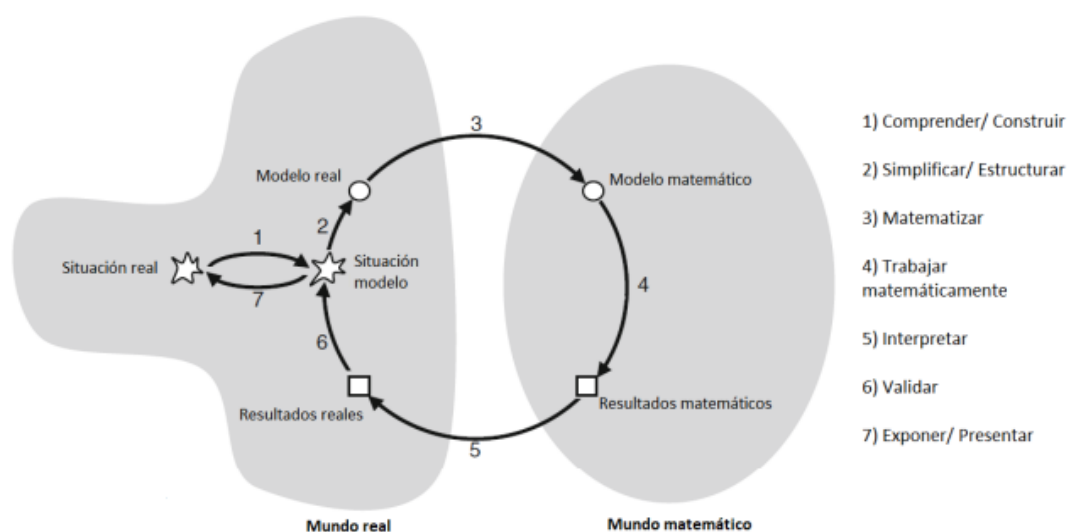 3
Modelo real
Modelo matemático
2
1
Situación real
Situación
modelo
7
4
6
Resultados reales
Resultados matemáticos
5
Mundo real
Mundo matemático
1) Comprender/ Construir
2) Simplificar/ Estructurar
3) Matematizar
4) Trabajar
matemáticamente
5) Interpretar
6) Validar
7) Exponer/ Presentar